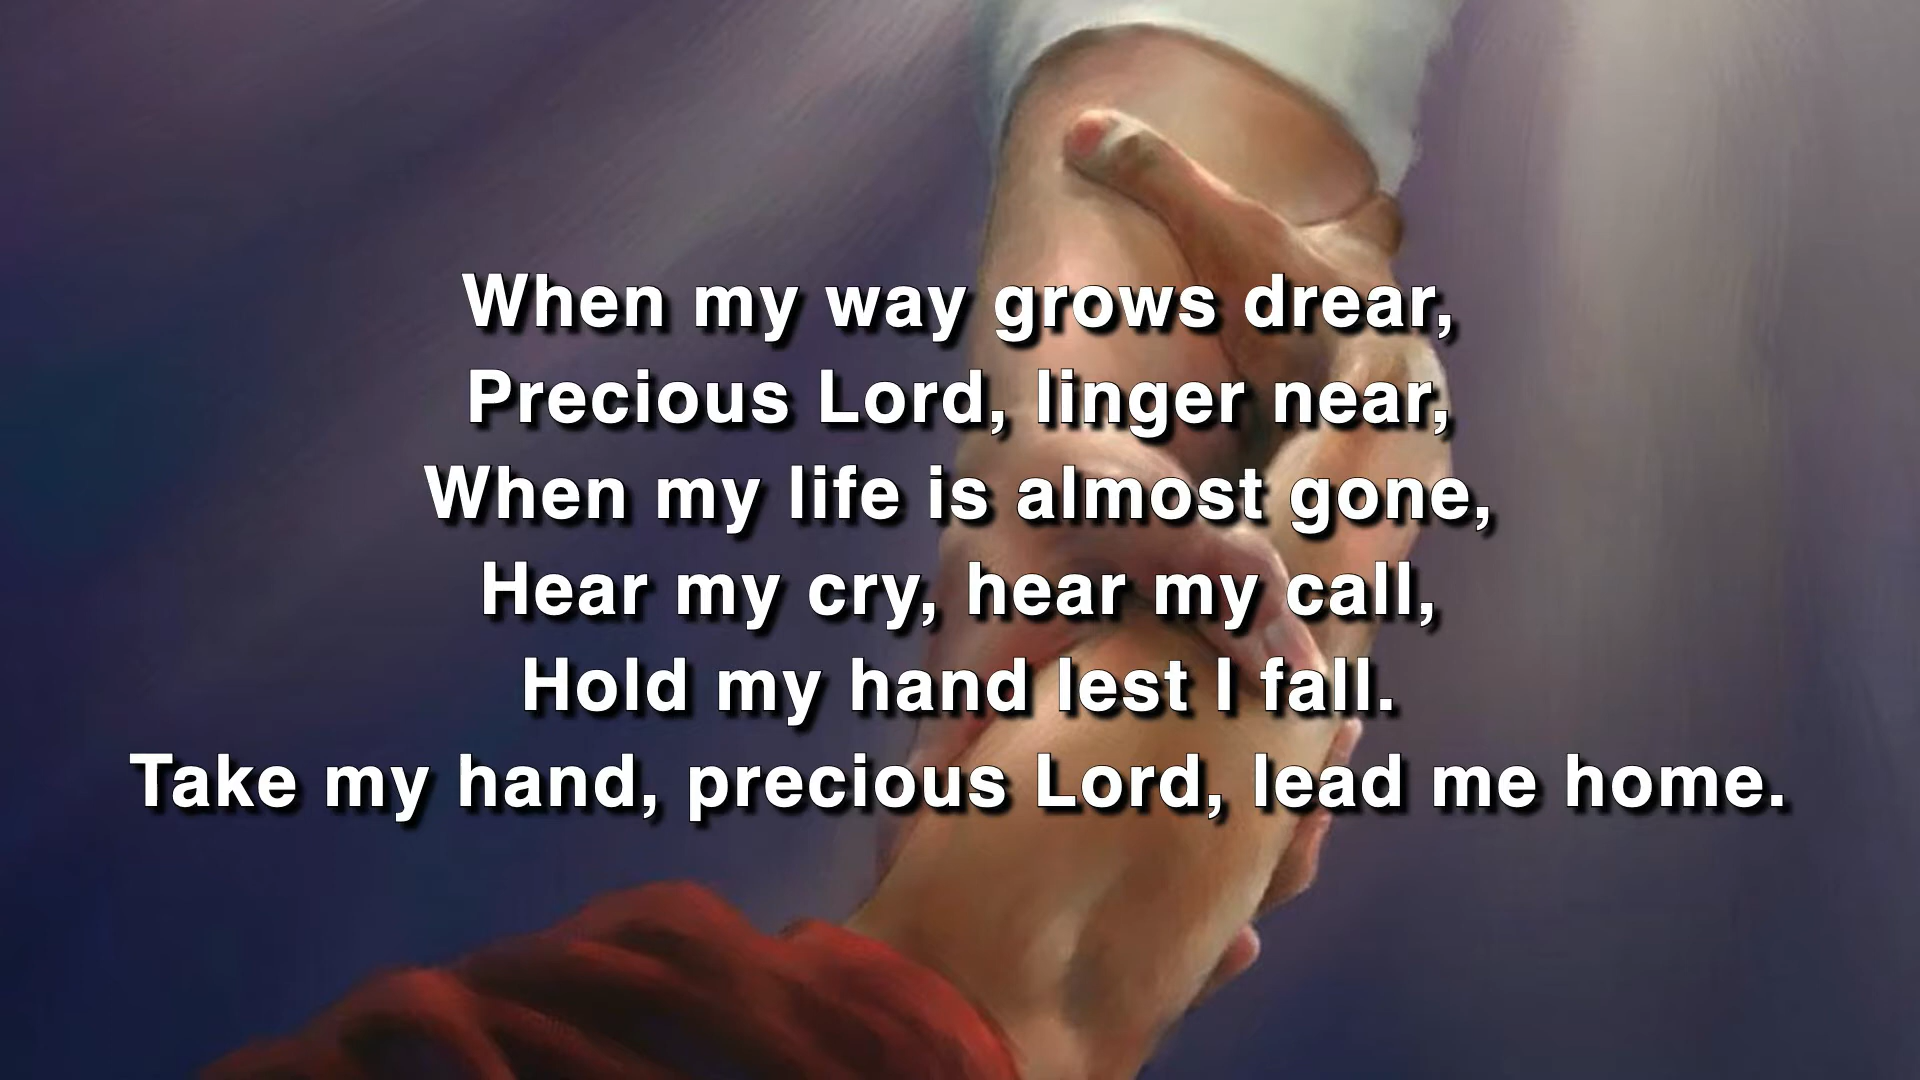 When my way grows drear,
Precious Lord, linger near,
When my life is almost gone,
Hear my cry, hear my call,
Hold my hand lest I fall.
Take my hand, precious Lord, lead me home.